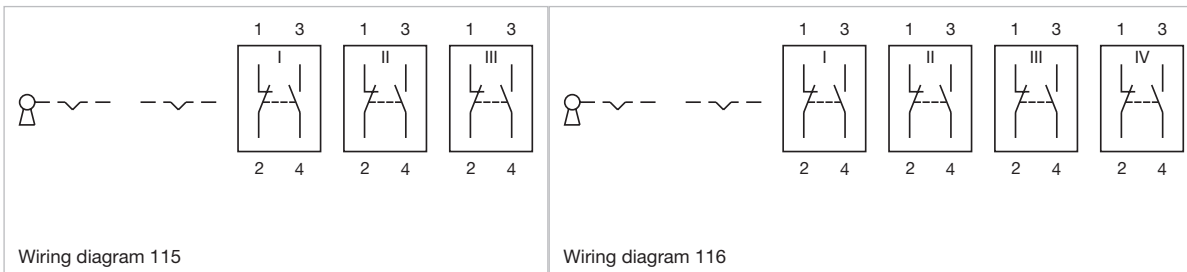 1 3 1 3 1 3
I II III
2 4 2 4 2 4
Wiring diagram 115
1 3 1 3 1 3 1 3
I II III IV
2 4 2 4 2 4 2 4
Wiring diagram 116